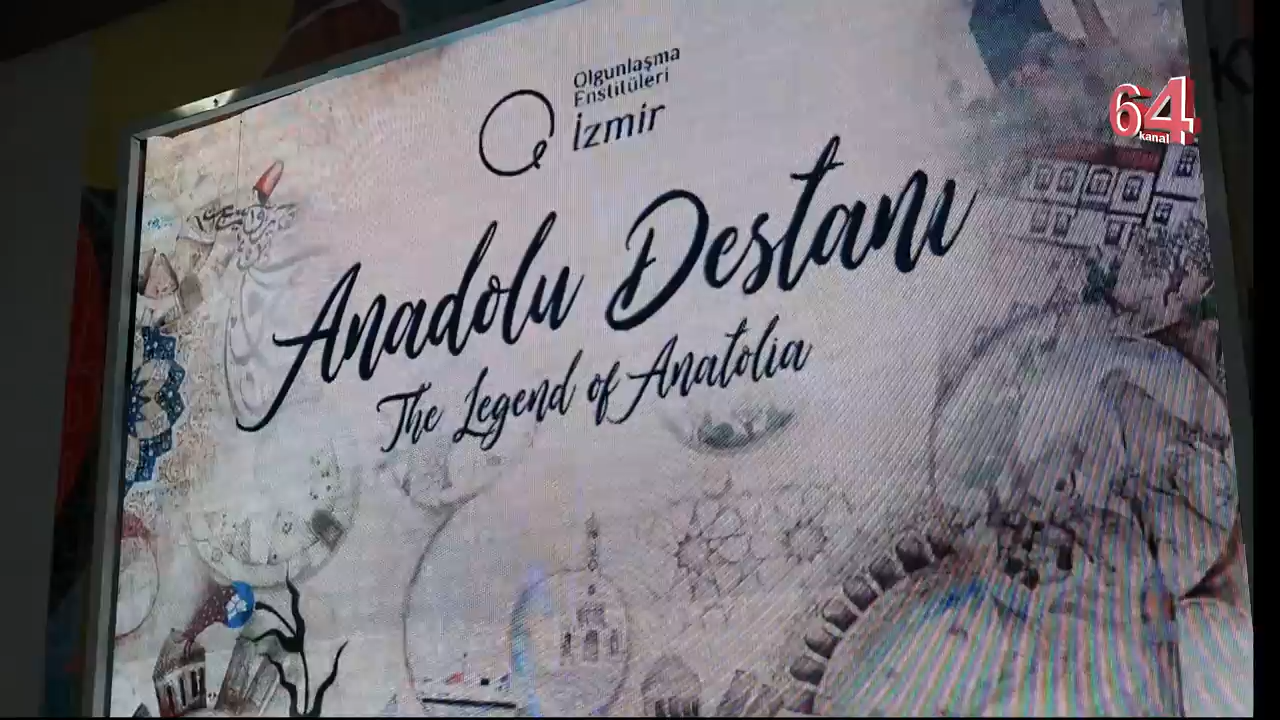 Olgunlaşma
Enstitüleri
İzmir
64
kanal
Anadolu Destanı
The Legend of Anatolia